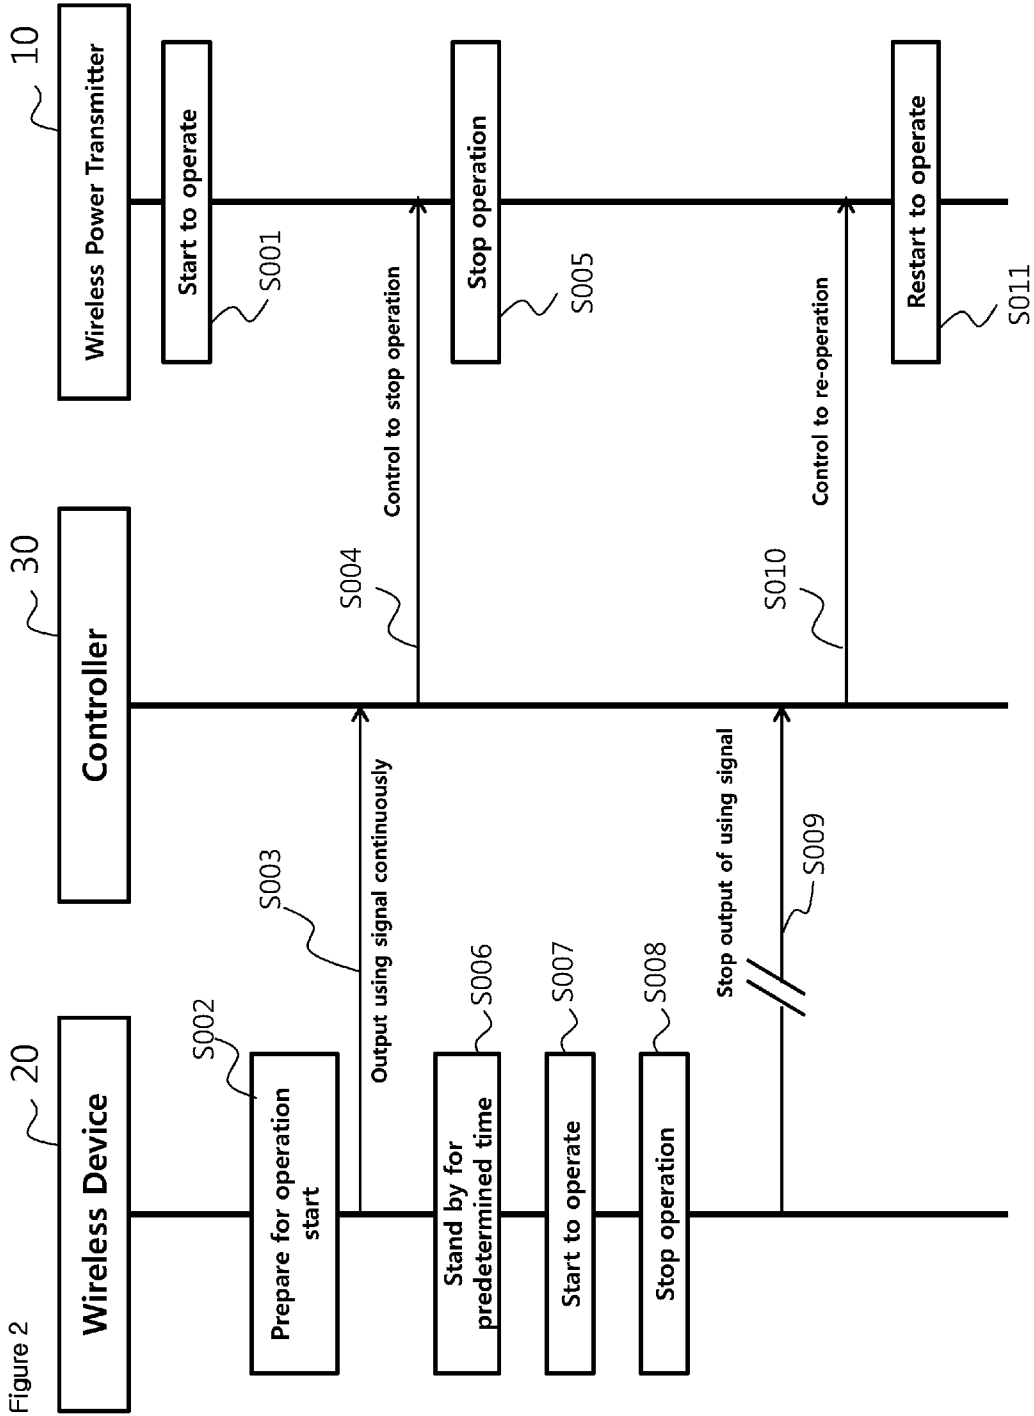 Figure 2
20
30
10
Wireless Device
Controller
Wireless Power Transmitter
Start to operate
S001
S002
Prepare for operation
start
S003
Output using signal continuously
S004
Control to stop operation
Stop operation
S005
Stand by for
predetermined time
S006
Start to operate
S007
Stop operation
S008
Stop output of using signal
S009
S010
Control to re-operation
Restart to operate
S011